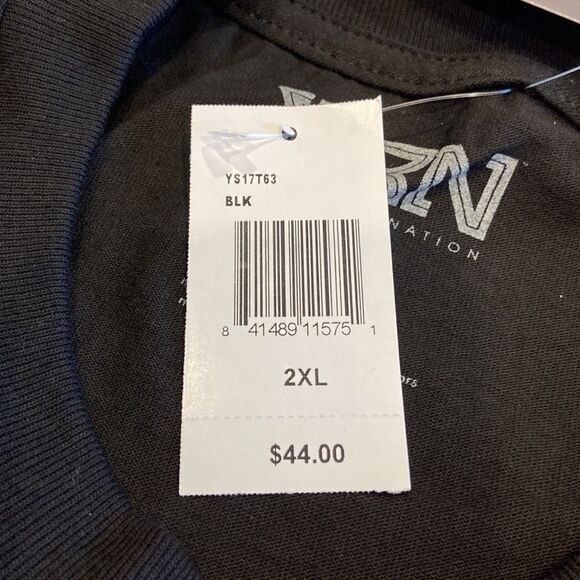 YS17T63
BLK
8 41489 11575 1
2XL
$44.00
NATION